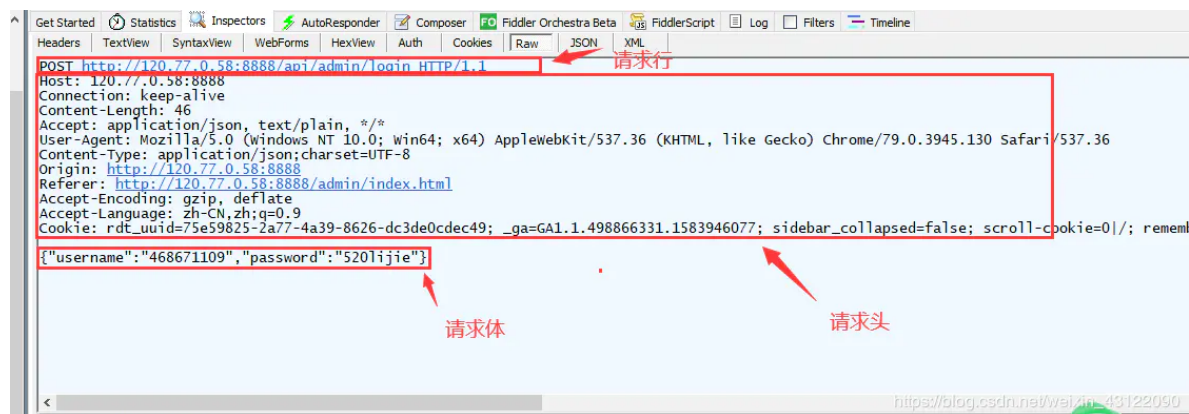 Get Started Statistics Inspectors AutoResponder Composer FO Fiddler Orchestra Beta JS FiddlerScript Log Filters Timeline
Headers TextView SyntaxView WebForms HexView Auth Cookies Raw JSON XML
请求行
POST http://120.77.0.58:8888/api/admin/login HTTP/1.1
Host: 120.77.0.58:8888
Connection: keep-alive
Content-Length: 46
Accept: application/json, text/plain, */*
User-Agent: Mozilla/5.0 (Windows NT 10.0; Win64; x64) AppleWebKit/537.36 (KHTML, like Gecko) Chrome/79.0.3945.130 Safari/537.36
Content-Type: application/json;charset=UTF-8
Origin: http://120.77.0.58:8888
Referer: http://120.77.0.58:8888/admin/index.html
Accept-Encoding: gzip, deflate
Accept-Language: zh-CN,zh;q=0.9
Cookie: rdt_uuid=75e59825-2a77-4a39-8626-dc3de0cdec49; _ga=GA1.1.498866331.1583946077; sidebar_collapsed=false; scroll-cookie=0|/; rememb
{"username":"468671109","password":"520lijie"}
请求体
请求头
https://blog.csdn.net/weixin_43122090